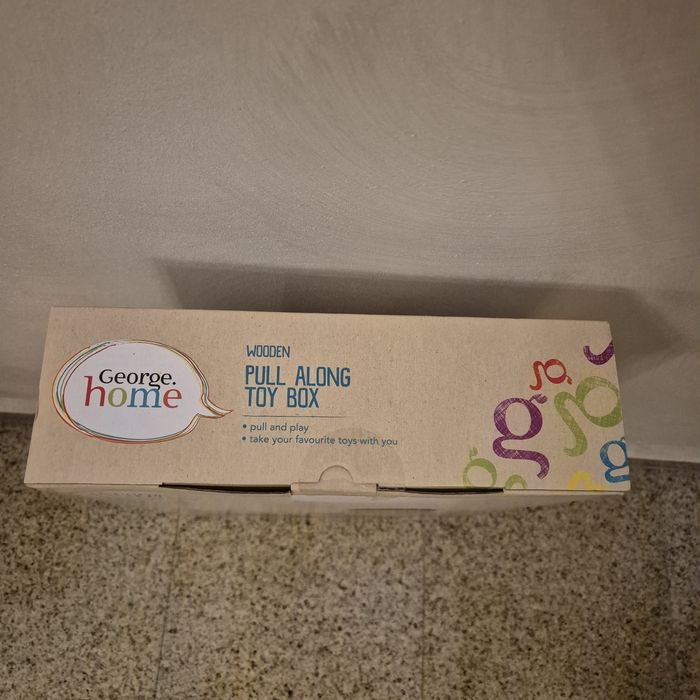 George.
home
WOODEN
PULL ALONG
TOY BOX
• pull and play
• take your favourite toys with you
g
g
g
g
g